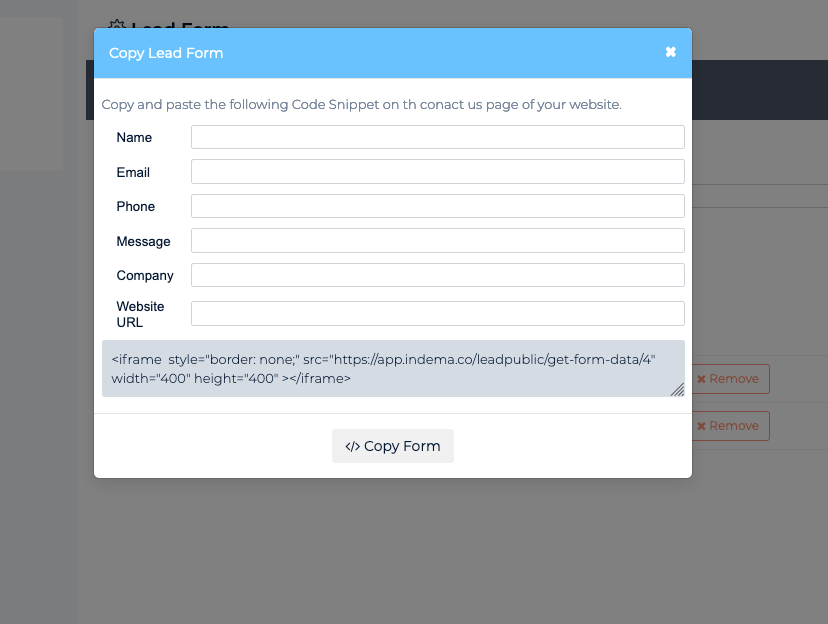 Lead Form
Copy Lead Form
Copy and paste the following Code Snippet on th conact us page of your website.
Name
Email
Phone
Message
Company
Website
URL
<iframe  style="border: none;" src="https://app.indema.co/leadpublic/get-form-data/4"
width="400" height="400" ></iframe>
Remove
Remove
</> Copy Form